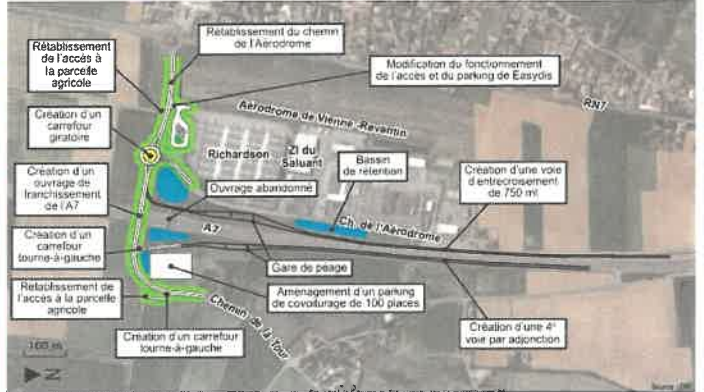 Rétablissement du chemin
de l'Aérodrome
Rétablissement
de l'accès à
la parcelle
agricole
Modification du fonctionnement
de l'accès et du parking de Easydis
RN7
Aérodrome de Vienne-Reventin
Création d'un
carrefour
giratoire
Richardson
ZI du
Saluant
Bassin
de rétention
Création d'une voie
d'entrecroisement
de 750 ml
Création d'un
ouvrage de
franchissement
de l'A7
Ouvrage abandonné
A7
Ch. de l'Aérodrome
Création d'un
carrefour
tourne-à-gauche
Gare de péage
Rétablissement de
l'accès à la parcelle
agricole
Aménagement d'un parking
de covoiturage de 100 places
Chemin de la Tour
Création d'un carrefour
tourne-à-gauche
Création d'une 4e
voie par adjonction
100 m
N